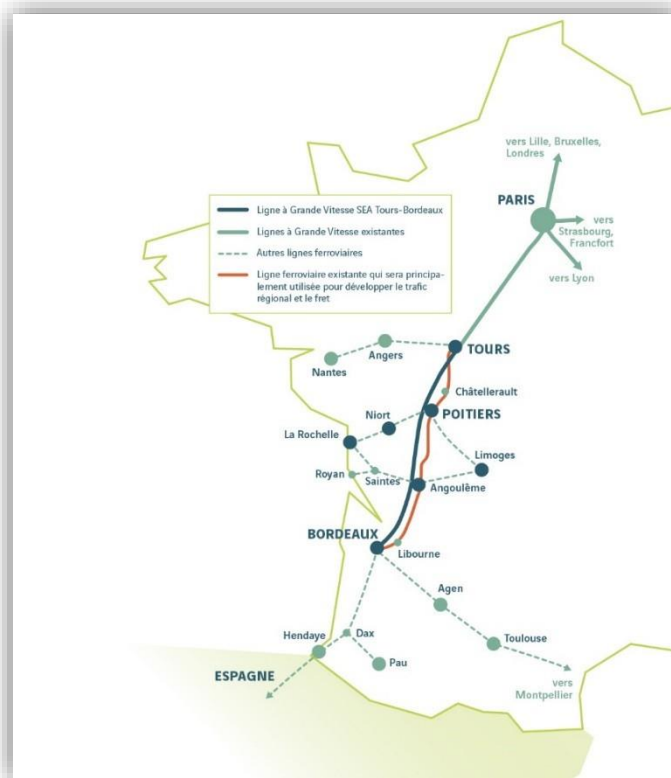 vers Lille, Bruxelles,
Londres
PARIS
vers
Strasbourg,
Francfort
vers Lyon
Ligne à Grande Vitesse SEA Tours-Bordeaux
Lignes à Grande Vitesse existantes
Autres lignes ferroviaires
Ligne ferroviaire existante qui sera principa-
lement utilisée pour développer le trafic
régional et le fret
TOURS
Angers
Nantes
Châtellerault
Niort
POITIERS
La Rochelle
Limoges
Royan
Saintes
Angoulême
BORDEAUX
Libourne
Agen
Hendaye
Dax
Toulouse
Pau
ESPAGNE
vers
Montpellier